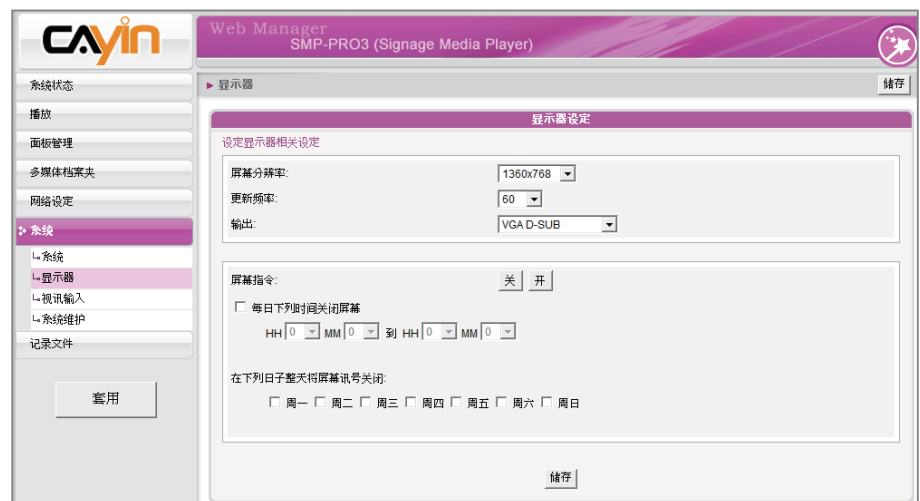 CAyin
Web Manager
SMP-PRO3 (Signage Media Player)
系统状态
播放
面板管理
多媒体档案夹
网络设定
系统
系统
显示器
视讯输入
系统维护
记录文件
套用
显示器
储存
显示器设定
设定显示器相关设定
屏幕分辨率: 1360x768
更新频率: 60
输出: VGA D-SUB
屏幕指令: 关 开
每日下列时间关闭屏幕
HH 0 MM 0 到 HH 0 MM 0
在下列日子整天将屏幕讯号关闭:
周一 周二 周三 周四 周五 周六 周日
储存